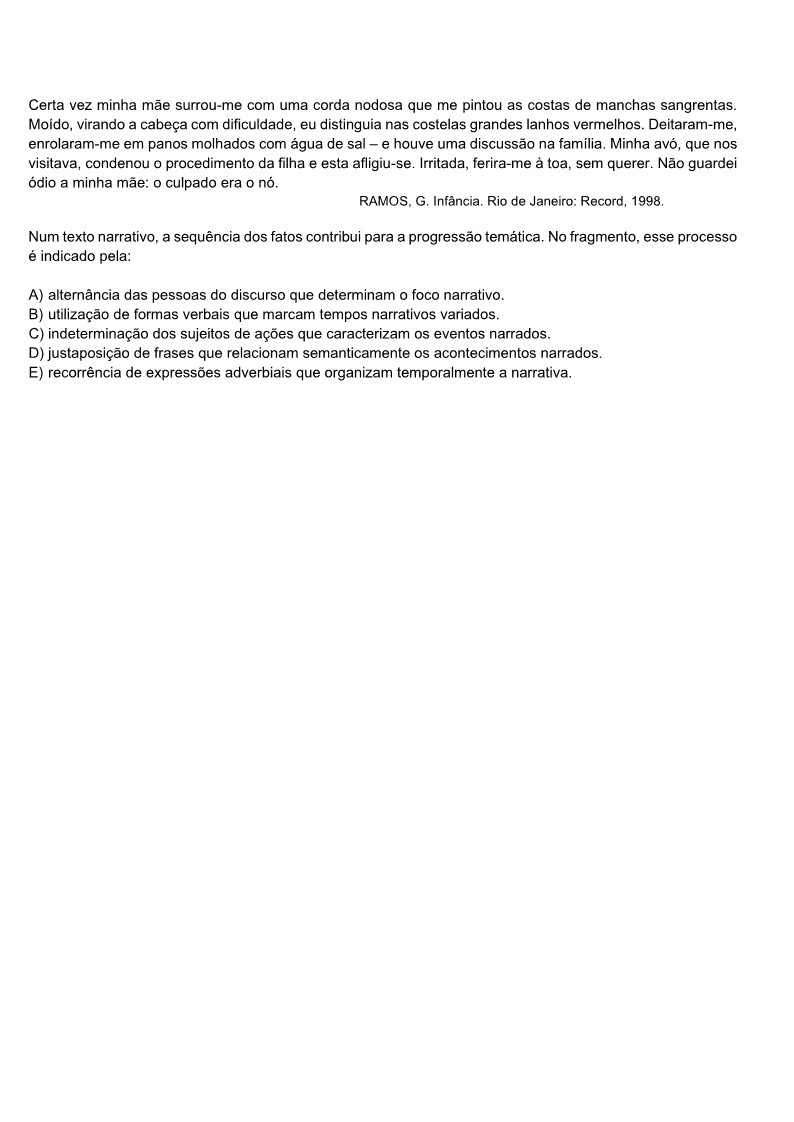 Certa vez minha mãe surrou-me com uma corda nodosa que me pintou as costas de manchas sangrentas.
Moído, virando a cabeça com dificuldade, eu distinguia nas costelas grandes lanhos vermelhos. Deitaram-me,
enrolaram-me em panos molhados com água de sal – e houve uma discussão na família. Minha avó, que nos
visitava, condenou o procedimento da filha e esta afligiu-se. Irritada, ferira-me à toa, sem querer. Não guardei
ódio a minha mãe: o culpado era o nó.
RAMOS, G. Infância. Rio de Janeiro: Record, 1998.
Num texto narrativo, a sequência dos fatos contribui para a progressão temática. No fragmento, esse processo
é indicado pela:
A) alternância das pessoas do discurso que determinam o foco narrativo.
B) utilização de formas verbais que marcam tempos narrativos variados.
C) indeterminação dos sujeitos de ações que caracterizam os eventos narrados.
D) justaposição de frases que relacionam semanticamente os acontecimentos narrados.
E) recorrência de expressões adverbiais que organizam temporalmente a narrativa.